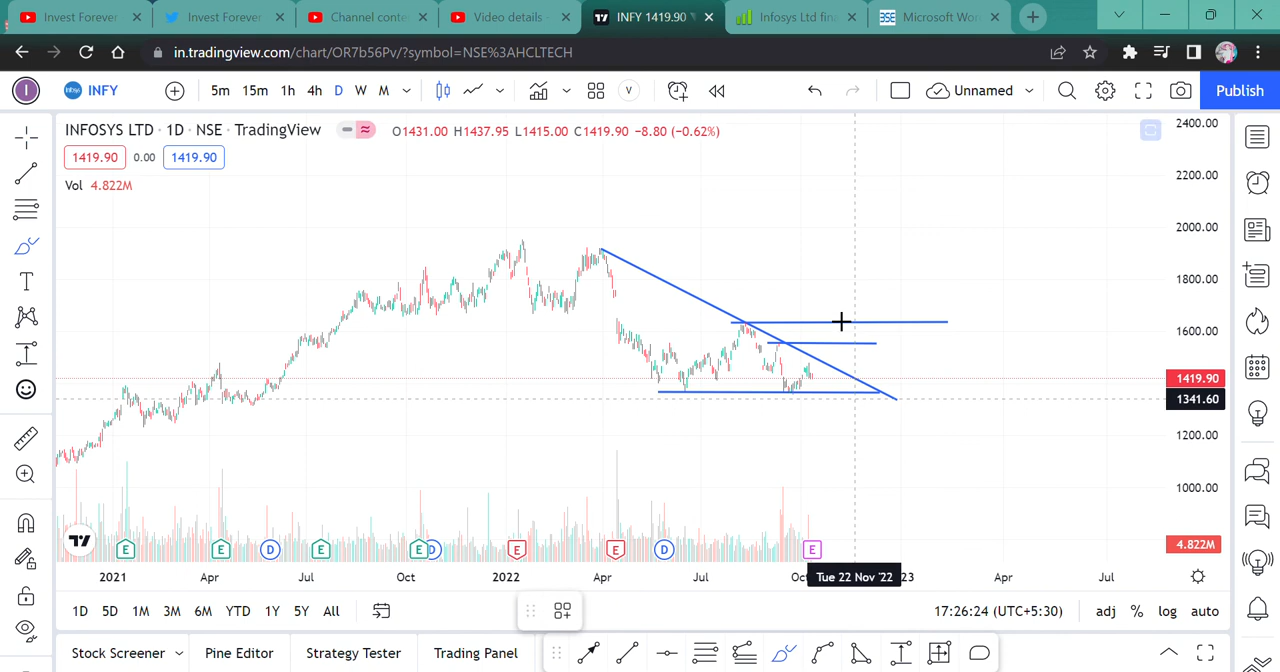 Invest Forever
Invest Forever
Channel conte
Video details -
INFY 1419.90
Infosys Ltd fina
BSE
Microsoft Wor
in.tradingview.com/chart/OR7b56Pv/?symbol=NSE%3AHCLTECH
I
Infosys
INFY
5m 15m 1h 4h D W M
V
Unnamed
Publish
INFOSYS LTD · 1D · NSE · TradingView
O1431.00 H1437.95 L1415.00 C1419.90 −8.80 (−0.62%)
1419.90 0.00 1419.90
Vol 4.822M
2400.00
2200.00
2000.00
1800.00
1600.00
1419.90
1341.60
1200.00
1000.00
4.822M
E E D E E D E E D E
2021 Apr Jul Oct 2022 Apr Jul Oc Tue 22 Nov '22 23 Apr Jul
1D 5D 1M 3M 6M YTD 1Y 5Y All
17:26:24 (UTC+5:30) adj % log auto
Stock Screener Pine Editor Strategy Tester Trading Panel